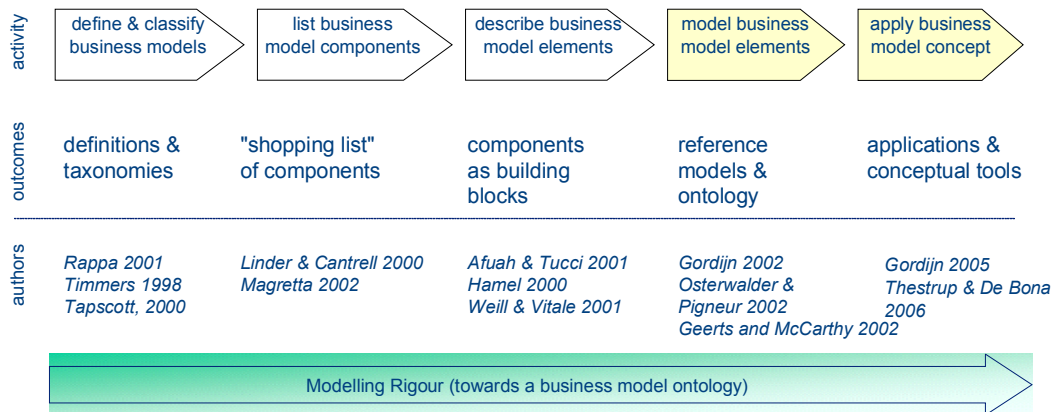 activity
define & classify
business models
list business
model components
describe business
model elements
model business
model elements
apply business
model concept
outcomes
definitions &
taxonomies
"shopping list"
of components
components
as building
blocks
reference
models &
ontology
applications &
conceptual tools
authors
Rappa 2001
Timmers 1998
Tapscott, 2000
Linder & Cantrell 2000
Magretta 2002
Afuah & Tucci 2001
Hamel 2000
Weill & Vitale 2001
Gordijn 2002
Osterwalder &
Pigneur 2002
Geerts and McCarthy 2002
Gordijn 2005
Thestrup & De Bona
2006
Modelling Rigour (towards a business model ontology)